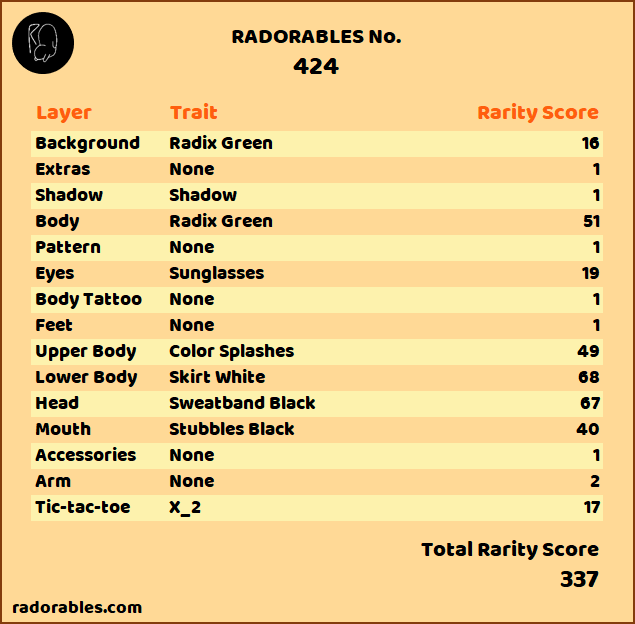 RADORABLES No.
424
Layer Trait Rarity Score
Background Radix Green 16
Extras None 1
Shadow Shadow 1
Body Radix Green 51
Pattern None 1
Eyes Sunglasses 19
Body Tattoo None 1
Feet None 1
Upper Body Color Splashes 49
Lower Body Skirt White 68
Head Sweatband Black 67
Mouth Stubbles Black 40
Accessories None 1
Arm None 2
Tic-tac-toe X_2 17
Total Rarity Score
337
radorables.com